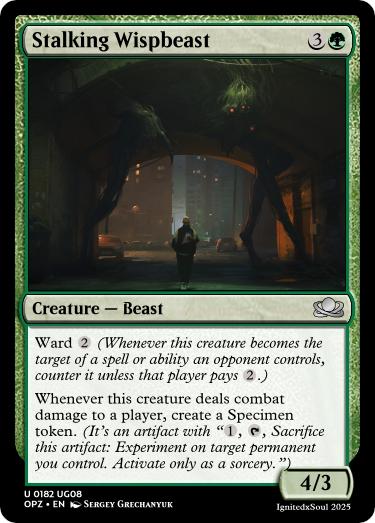 Stalking Wispbeast 3
Creature — Beast
Ward 2 (Whenever this creature becomes the
target of a spell or ability an opponent controls,
counter it unless that player pays 2.)
Whenever this creature deals combat
damage to a player, create a Specimen
token. (It's an artifact with “1, , Sacrifice
this artifact: Experiment on target permanent
you control. Activate only as a sorcery.”)
4/3
U 0182 UG08
OPZ • EN Sergey Grechanyuk
IgnitedxSoul 2025